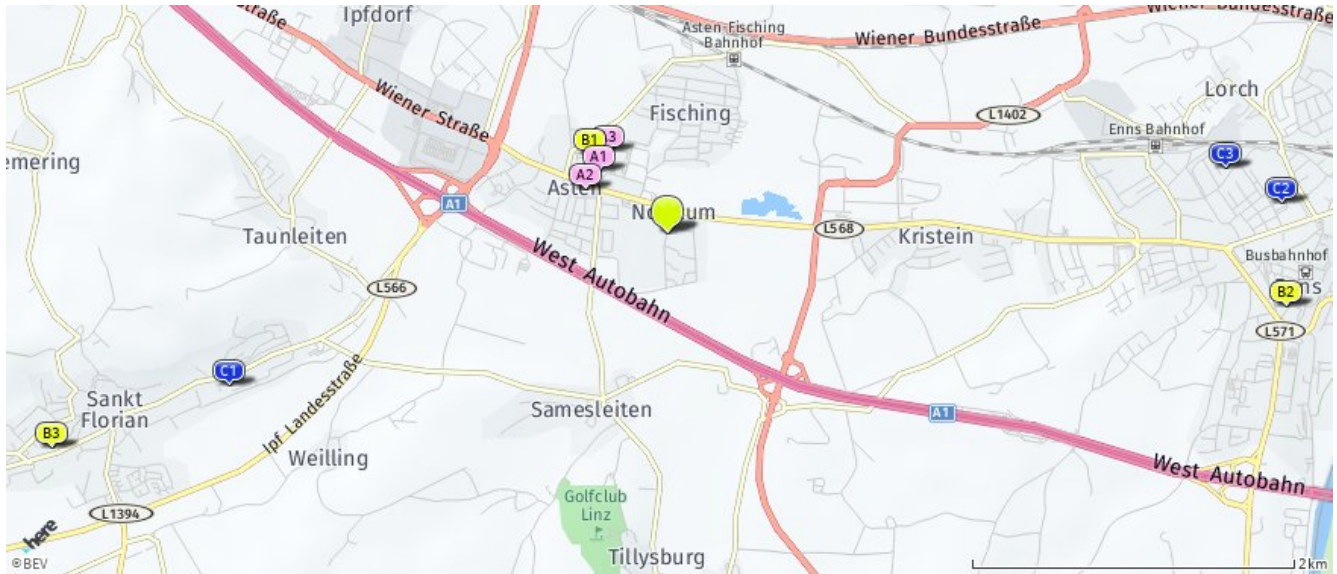 Straße
Ipfdorf
Wiener Straße
Asten-Fisching
Bahnhof
Wiener Bundesstraße
Wiener Bundesstraße
Lorch
Fisching
L1402
Enns Bahnhof
B1
A1
A2
C3
C2
Asten
A1
L568
Kristein
Taunleiten
West Autobahn
Busbahnhof
B2
L566
L571
C1
Sankt
Florian
B3
Ipf Landesstraße
Samesleiten
A1
Weilling
West Autobahn
Golfclub
Linz
L1394
Tillysburg
here
©BEV
2km